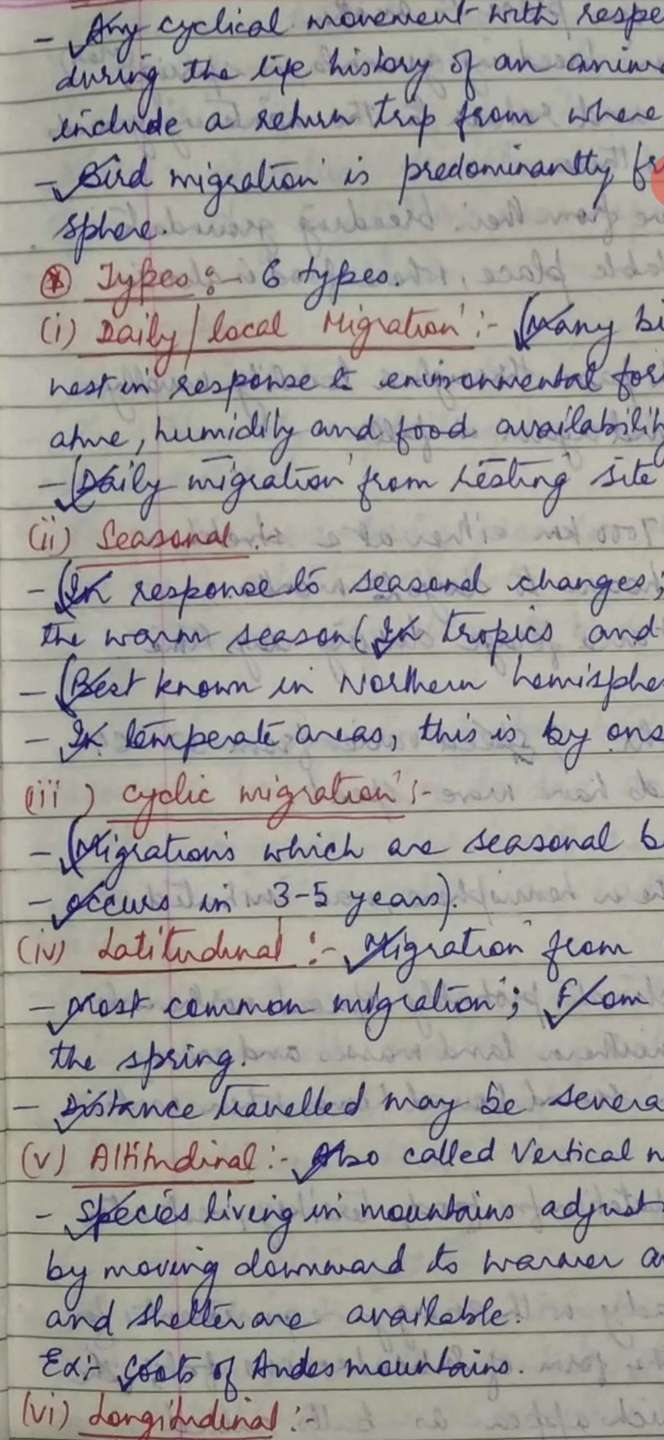 - Any cyclical movement with respe
during the life history of an anima
include a return trip from where
- Bird migration is predominantly fr
sphere.
Types:- 6 types.
(i) Daily/local Migration:- Many bi
nest in response to environmental for
ature, humidity and food availability
- Daily migration from resting site
(ii) Seasonal:-
- (In response to seasonal changes;
the warm season (In tropics and
- (Best known in Northern hemisphe
- In temperate areas, this is by ons
(iii) Cyclic migration:-
- (Migrations which are seasonal b
- occurs in 3-5 years).
(iv) Latitudinal:- Migration from
- Most common migration; From
the spring.
- Distance travelled may be severa
(v) Altitudinal:- Also called Vertical m
- Species living in mountains adjust
by moving downward to warmer a
and shelter are available.
Ex:- Coots of Andes mountains.
(vi) Longitudinal:-